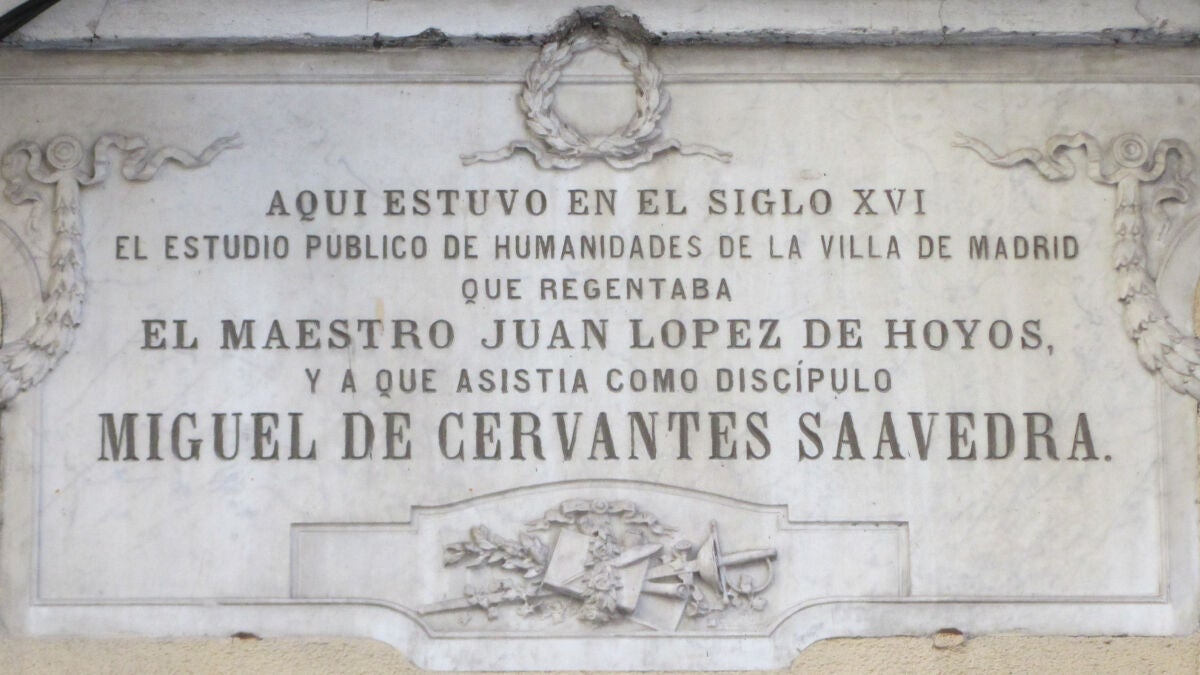 AQUI ESTUVO EN EL SIGLO XVI
EL ESTUDIO PUBLICO DE HUMANIDADES DE LA VILLA DE MADRID
QUE REGENTABA
EL MAESTRO JUAN LOPEZ DE HOYOS,
Y A QUE ASISTIA COMO DISCÍPULO
MIGUEL DE CERVANTES SAAVEDRA.